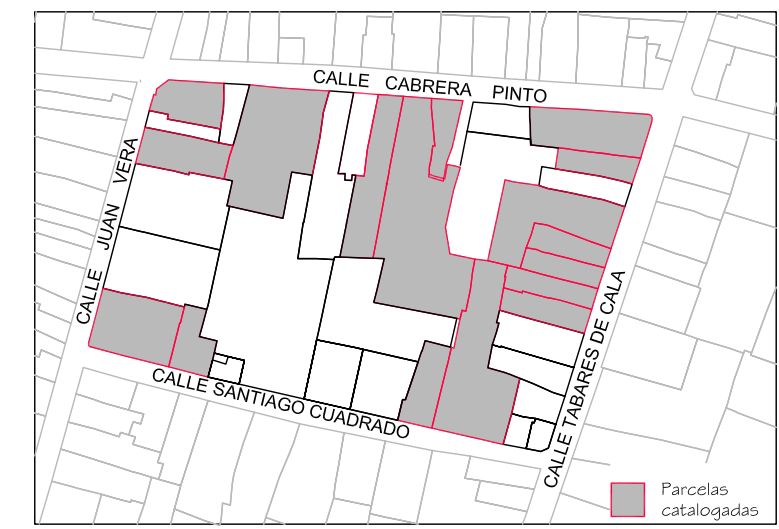 CALLE CABRERA PINTO
CALLE JUAN VERA
CALLE SANTIAGO CUADRADO
CALLE TABARES DE CALA
Parcelas
catalogadas